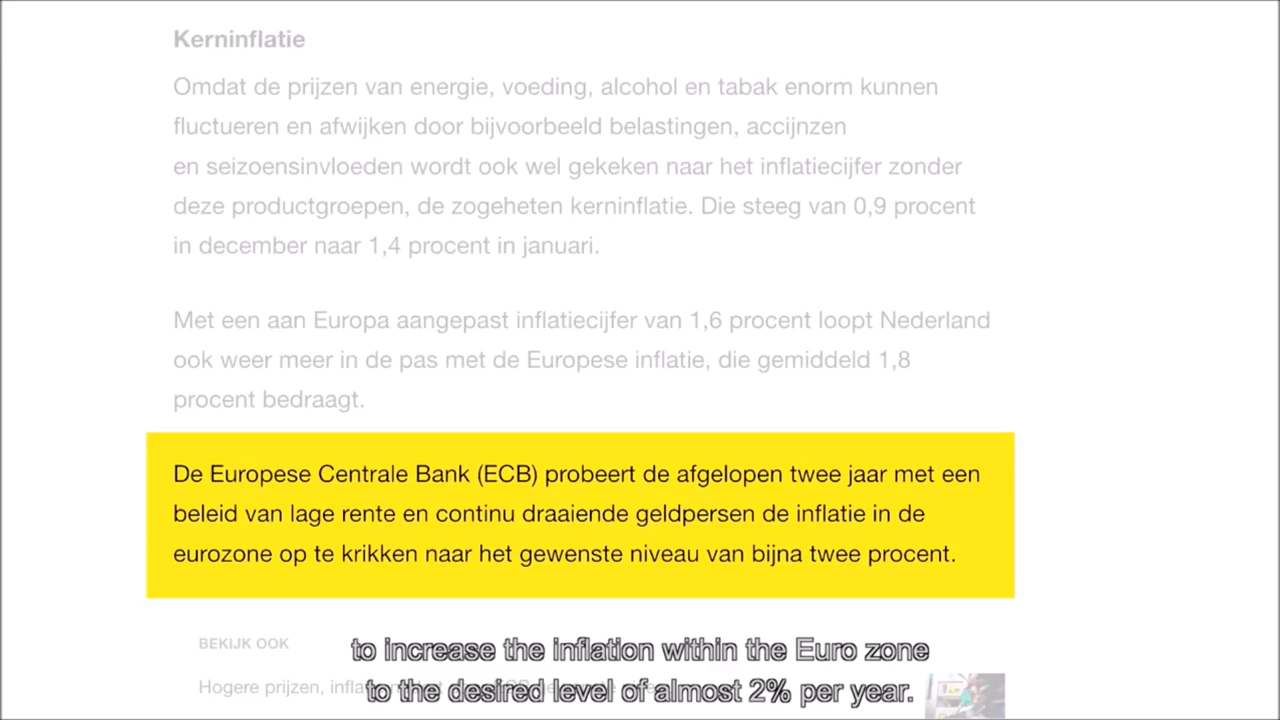 Kerninflatie
Omdat de prijzen van energie, voeding, alcohol en tabak enorm kunnen
fluctueren en afwijken door bijvoorbeeld belastingen, accijnzen
en seizoensinvloeden wordt ook wel gekeken naar het inflatiecijfer zonder
deze productgroepen, de zogeheten kerninflatie. Die steeg van 0,9 procent
in december naar 1,4 procent in januari.
Met een aan Europa aangepast inflatiecijfer van 1,6 procent loopt Nederland
ook weer meer in de pas met de Europese inflatie, die gemiddeld 1,8
procent bedraagt.
De Europese Centrale Bank (ECB) probeert de afgelopen twee jaar met een
beleid van lage rente en continu draaiende geldpersen de inflatie in de
eurozone op te krikken naar het gewenste niveau van bijna twee procent.
BEKIJK OOK
to increase the inflation within the Euro zone
Hogere prijzen,
to the desired level of almost 2% per year.